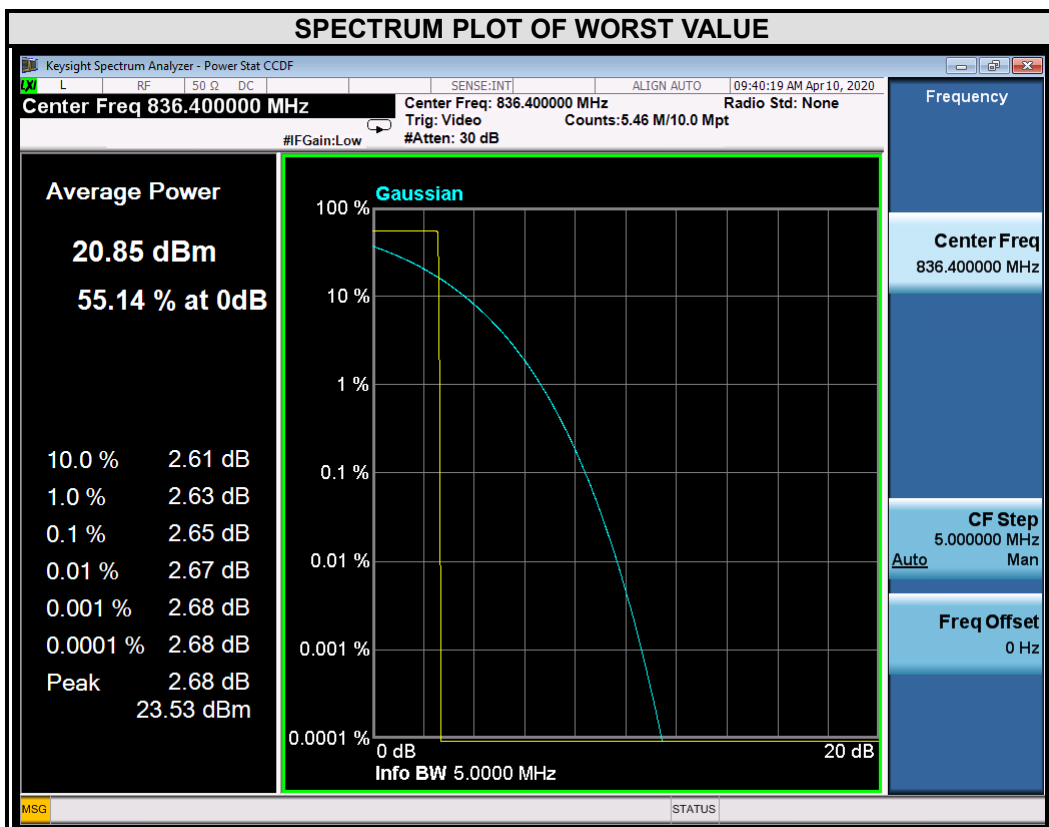 SPECTRUM PLOT OF WORST VALUE
Keysight Spectrum Analyzer - Power Stat CCDF
LXI L RF 50 Ω DC SENSE:INT ALIGN AUTO 09:40:19 AM Apr 10, 2020
Center Freq 836.400000 MHz
Center Freq: 836.400000 MHz Radio Std: None
Trig: Video Counts:5.46 M/10.0 Mpt
#IFGain:Low #Atten: 30 dB
Frequency
Average Power
20.85 dBm
55.14 % at 0dB
10.0 % 2.61 dB
1.0 % 2.63 dB
0.1 % 2.65 dB
0.01 % 2.67 dB
0.001 % 2.68 dB
0.0001 % 2.68 dB
Peak 2.68 dB
23.53 dBm
Gaussian
100 %
10 %
1 %
0.1 %
0.01 %
0.001 %
0.0001 %
0 dB 20 dB
Info BW 5.0000 MHz
Center Freq
836.400000 MHz
CF Step
5.000000 MHz
Auto Man
Freq Offset
0 Hz
MSG STATUS